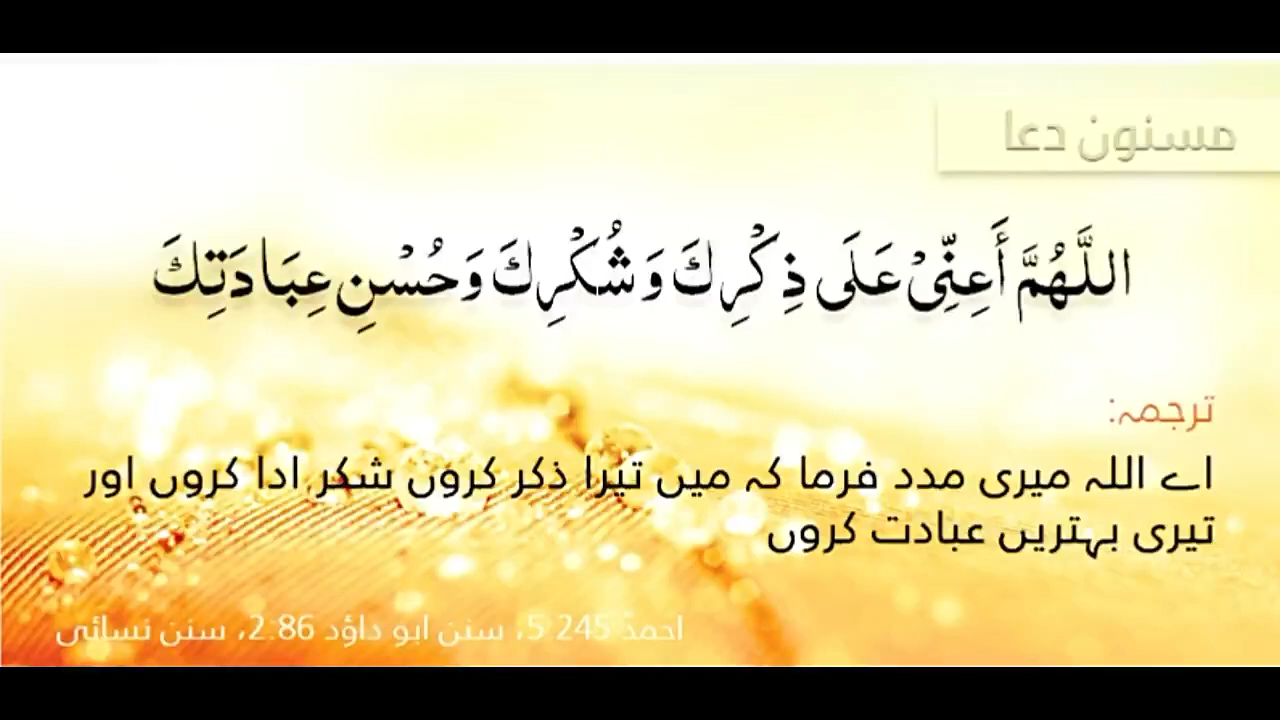 مسنون دعا
اللَّهُمَّ أَعِنِّيْ عَلَى ذِكْرِكَ وَشُكْرِكَ وَحُسْنِ عِبَادَتِكَ
ترجمہ:
اے اللہ میری مدد فرما کہ میں تیرا ذکر کروں شکر ادا کروں اور
تیری بہتریں عبادت کروں
احمد 5:245، سنن ابو داؤد 2:86، سنن نسائی